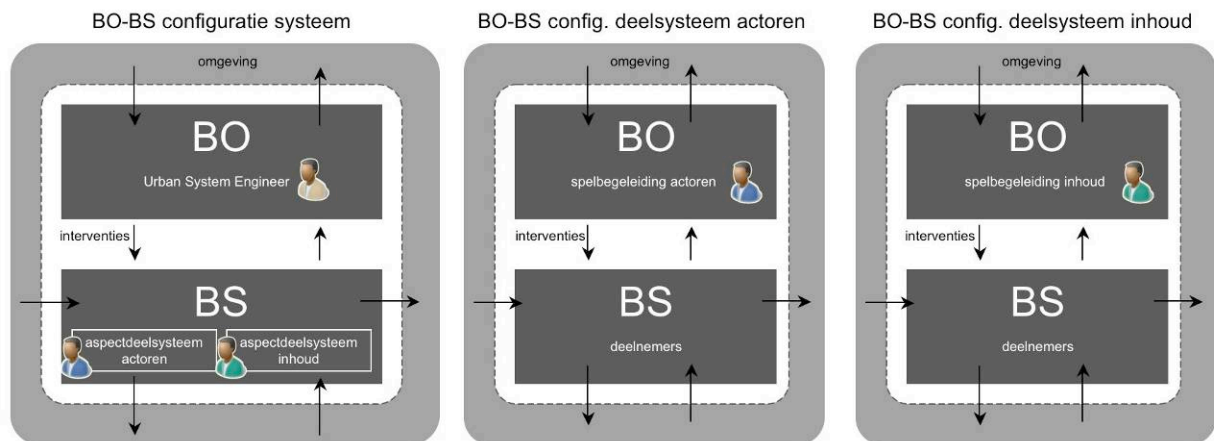 BO-BS configuratie systeem
omgeving
BO
Urban System Engineer
interventies
BS
aspectdeelsysteem
actoren
aspectdeelsysteem
inhoud
BO-BS config. deelsysteem actoren
omgeving
BO
spelbegeleiding actoren
interventies
BS
deelnemers
BO-BS config. deelsysteem inhoud
omgeving
BO
spelbegeleiding inhoud
interventies
BS
deelnemers